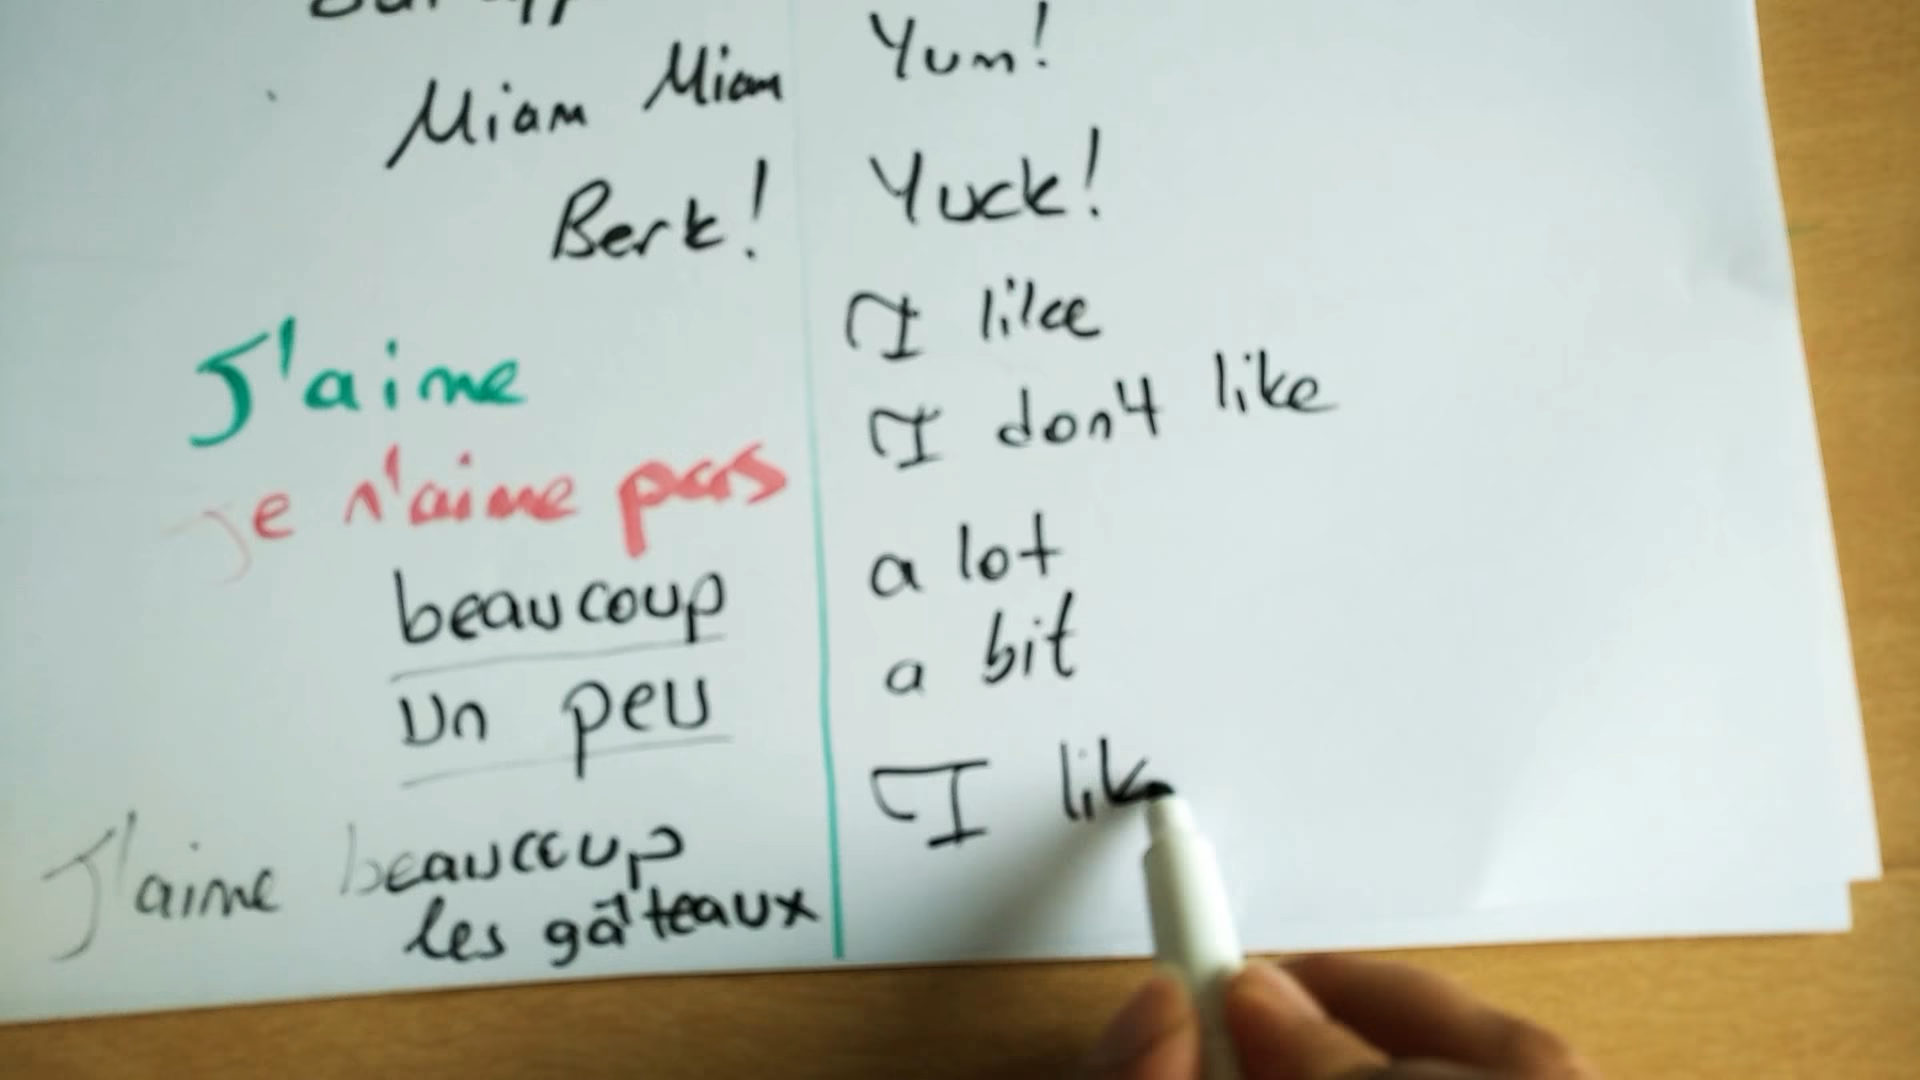 Miam Miam Yum!
Berk! Yuck!
J'aime I like
je n'aime pas I don't like
beaucoup a lot
un peu a bit
J'aime beaucoup I lik
les gâteaux